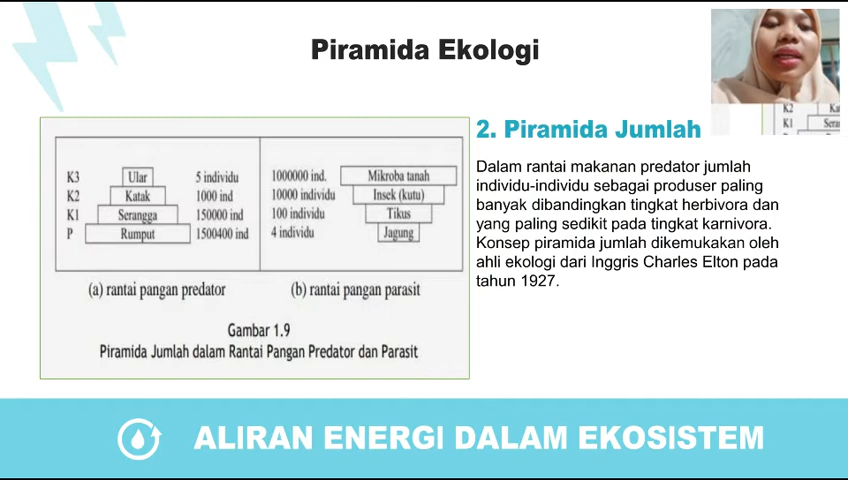 Piramida Ekologi
K2 Ka
K1 Sera
2. Piramida Jumlah
Dalam rantai makanan predator jumlah
individu-individu sebagai produser paling
banyak dibandingkan tingkat herbivora dan
yang paling sedikit pada tingkat karnivora.
Konsep piramida jumlah dikemukakan oleh
ahli ekologi dari Inggris Charles Elton pada
tahun 1927.
K3 Ular 5 individu
K2 Katak 1000 ind
K1 Serangga 150000 ind
P Rumput 1500400 ind
1000000 ind. Mikroba tanah
10000 individu Insek (kutu)
100 individu Tikus
4 individu Jagung
(a) rantai pangan predator
(b) rantai pangan parasit
Gambar 1.9
Piramida Jumlah dalam Rantai Pangan Predator dan Parasit
ALIRAN ENERGI DALAM EKOSISTEM